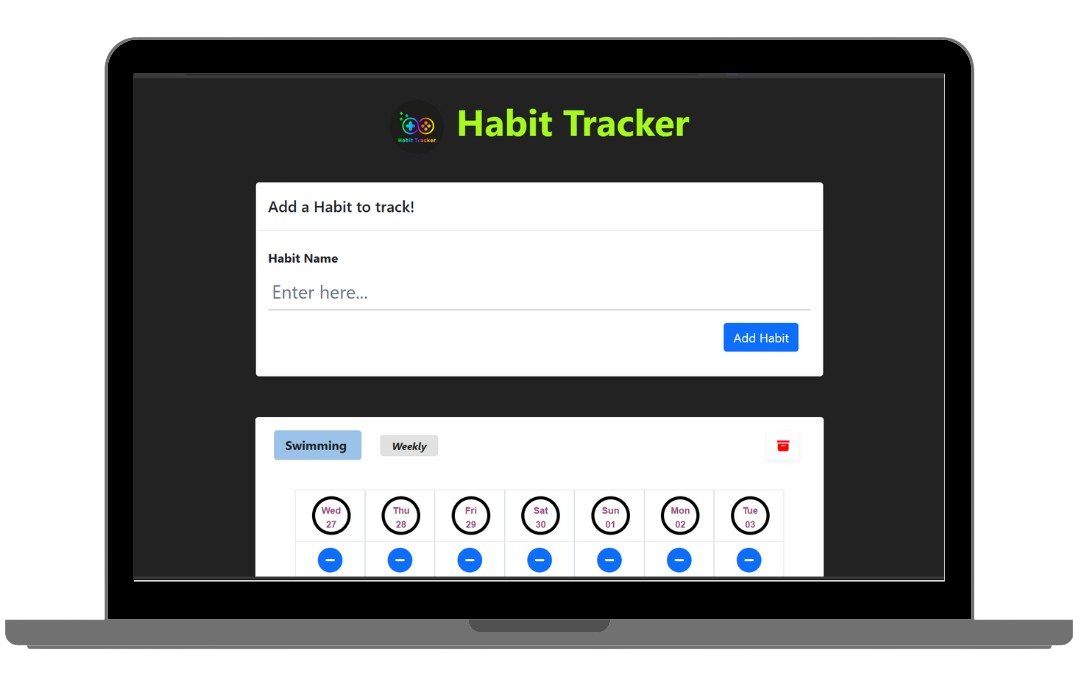 Habit Tracker
Habit Tracker
Add a Habit to track!
Habit Name
Enter here...
Add Habit
Swimming Weekly
Wed Thu Fri Sat Sun Mon Tue
27 28 29 30 01 02 03